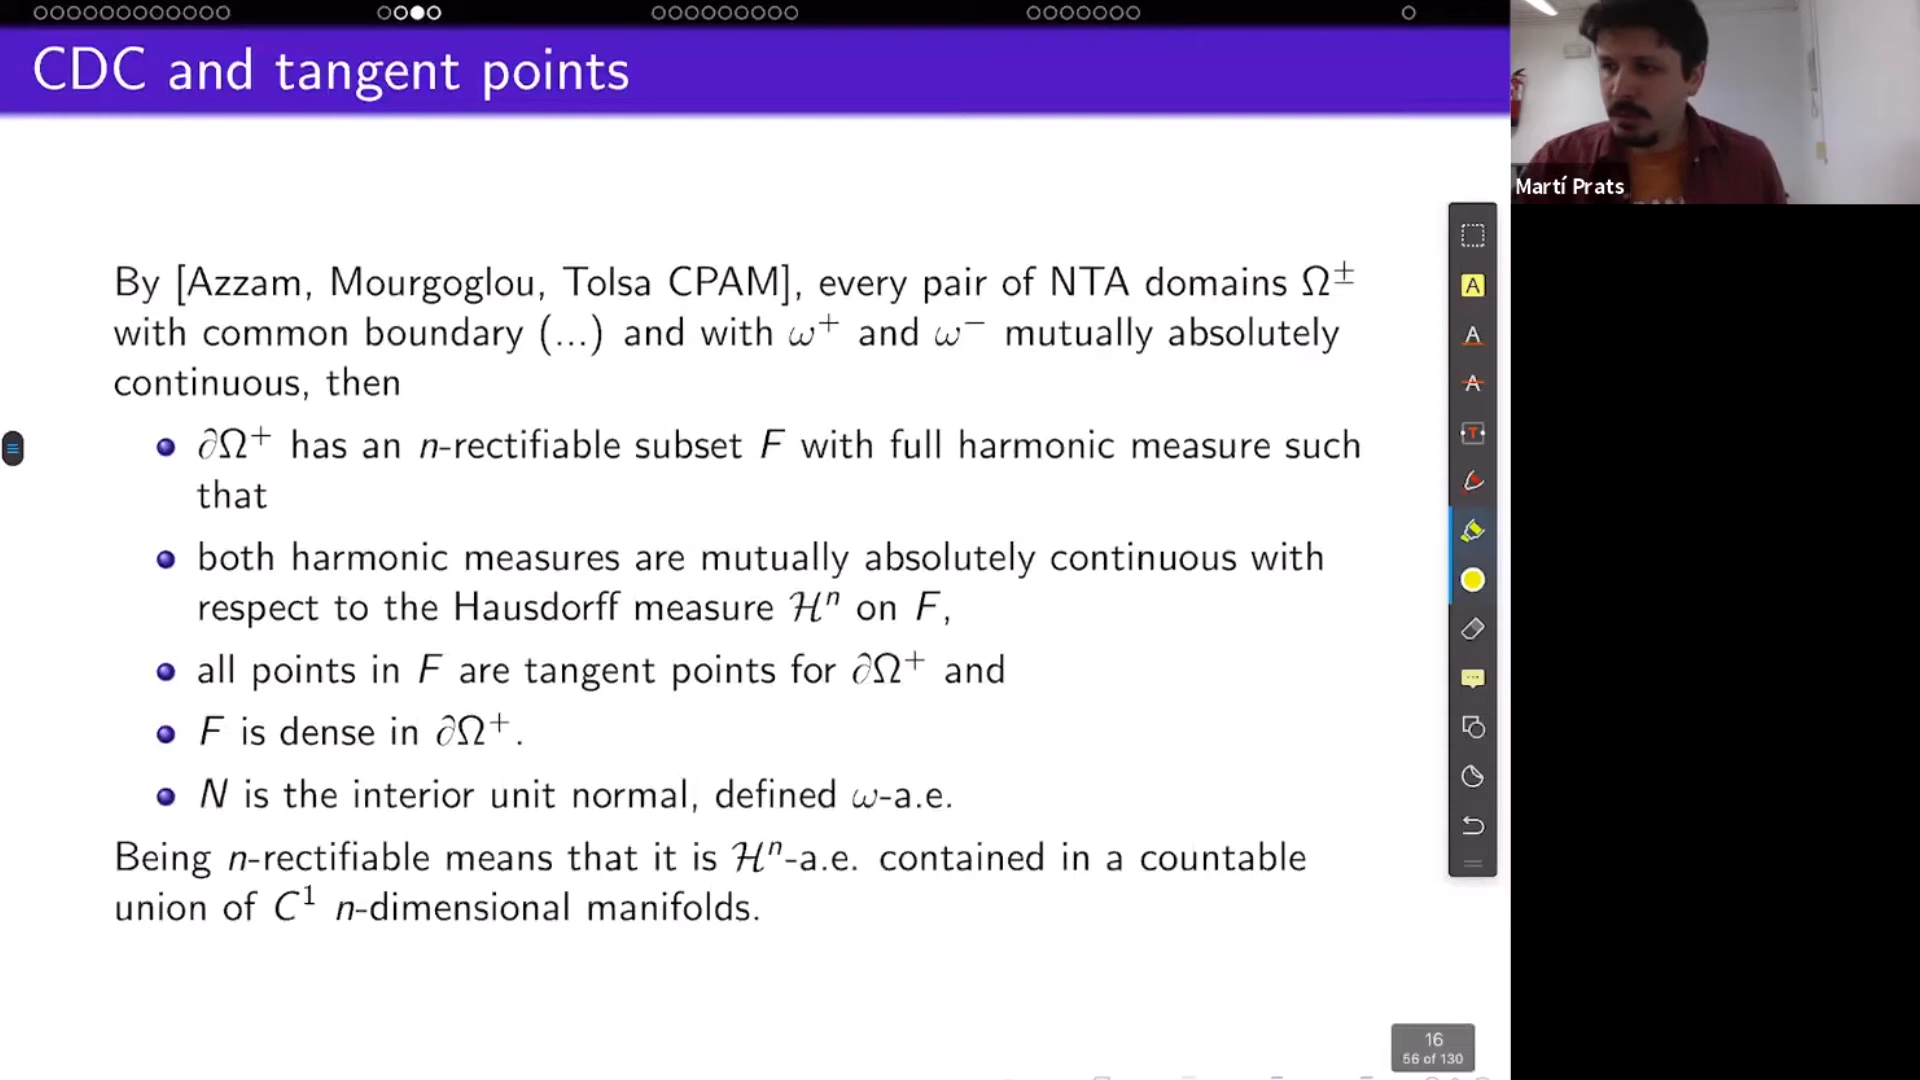 CDC and tangent points
Martí Prats
By [Azzam, Mourgoglou, Tolsa CPAM], every pair of NTA domains Ω±
with common boundary (...) and with ω⁺ and ω⁻ mutually absolutely
continuous, then
∂Ω⁺ has an n-rectifiable subset F with full harmonic measure such
that
both harmonic measures are mutually absolutely continuous with
respect to the Hausdorff measure ℋⁿ on F,
all points in F are tangent points for ∂Ω⁺ and
F is dense in ∂Ω⁺.
N is the interior unit normal, defined ω-a.e.
Being n-rectifiable means that it is ℋⁿ-a.e. contained in a countable
union of C¹ n-dimensional manifolds.
A
A
A
T
16
56 of 130